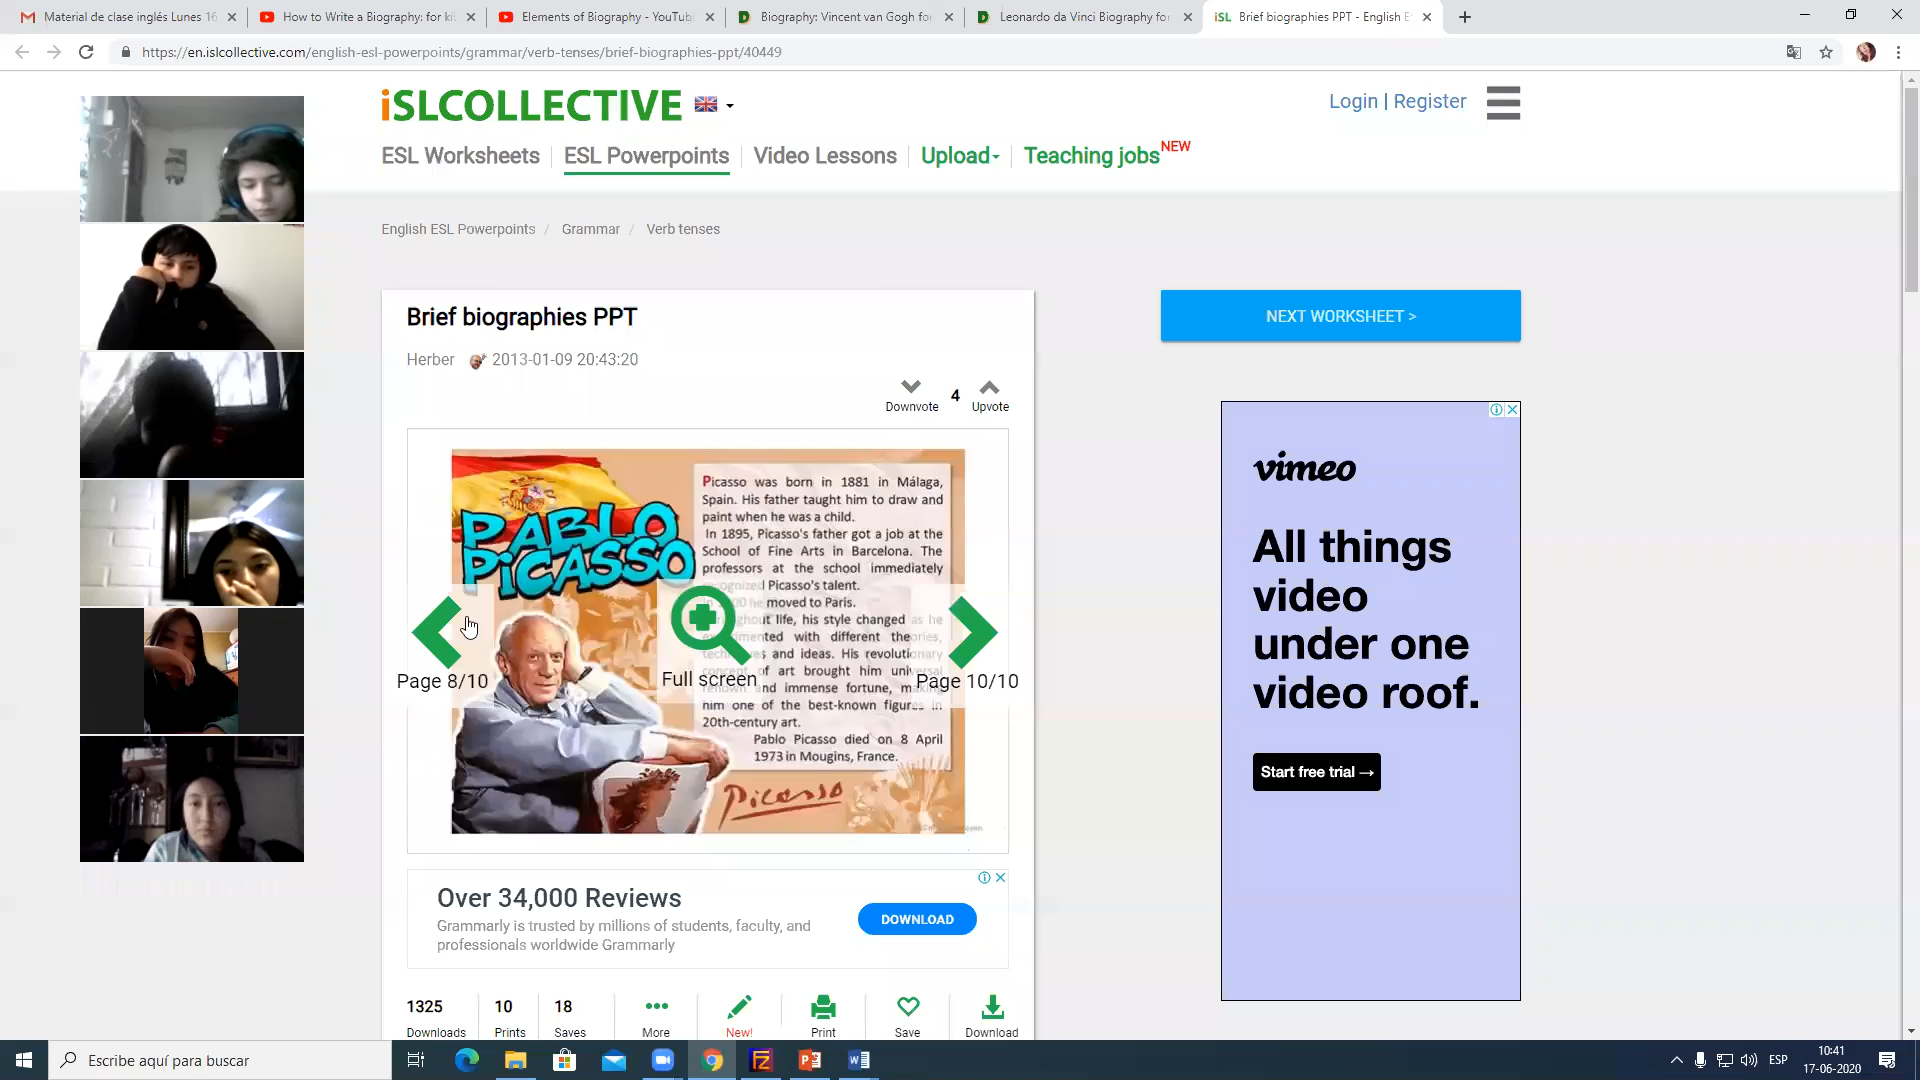 Material de clase inglés Lunes 16
How to Write a Biography: for ki
Elements of Biography - YouTub
Biography: Vincent van Gogh for
Leonardo da Vinci Biography for
iSL Brief biographies PPT - English E
https://en.islcollective.com/english-esl-powerpoints/grammar/verb-tenses/brief-biographies-ppt/40449
iSLCOLLECTIVE
Login | Register
ESL Worksheets
ESL Powerpoints
Video Lessons
Upload
Teaching jobs NEW
English ESL Powerpoints / Grammar / Verb tenses
Brief biographies PPT
Herber 2013-01-09 20:43:20
Downvote 4 Upvote
NEXT WORKSHEET >
PABLO
PiCASSO
Picasso was born in 1881 in Málaga,
Spain. His father taught him to draw and
paint when he was a child.
In 1895, Picasso's father got a job at the
School of Fine Arts in Barcelona. The
professors at the school immediately
recognized Picasso's talent.
moved to Paris.
life, his style changed as he
with different theories,
and ideas. His revolutionary
of art brought him universal
renown and immense fortune, making
him one of the best-known figures in
20th-century art.
Pablo Picasso died on 8 April
1973 in Mougins, France.
Picasso
Page 8/10
Full screen
Page 10/10
vimeo
All things
video
under one
video roof.
Start free trial →
Over 34,000 Reviews
Grammarly is trusted by millions of students, faculty, and
professionals worldwide Grammarly
DOWNLOAD
1325 Downloads
10 Prints
18 Saves
More
New!
Print
Save
Download
Escribe aquí para buscar
ESP
10:41
17-06-2020